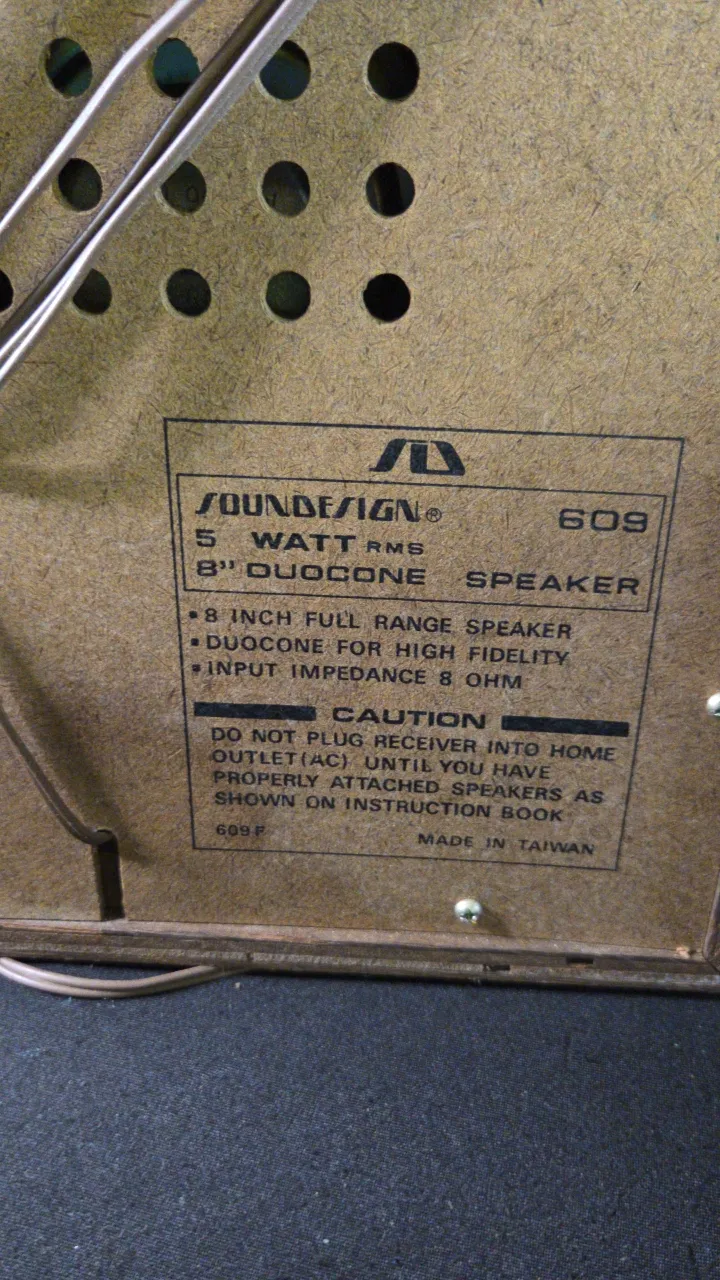 SD
SOUNDESIGN® 609
5 WATT RMS
8" DUOCONE SPEAKER
▪8 INCH FULL RANGE SPEAKER
▪DUOCONE FOR HIGH FIDELITY
▪INPUT IMPEDANCE 8 OHM
CAUTION
DO NOT PLUG RECEIVER INTO HOME
OUTLET (AC) UNTIL YOU HAVE
PROPERLY ATTACHED SPEAKERS AS
SHOWN ON INSTRUCTION BOOK
609F MADE IN TAIWAN